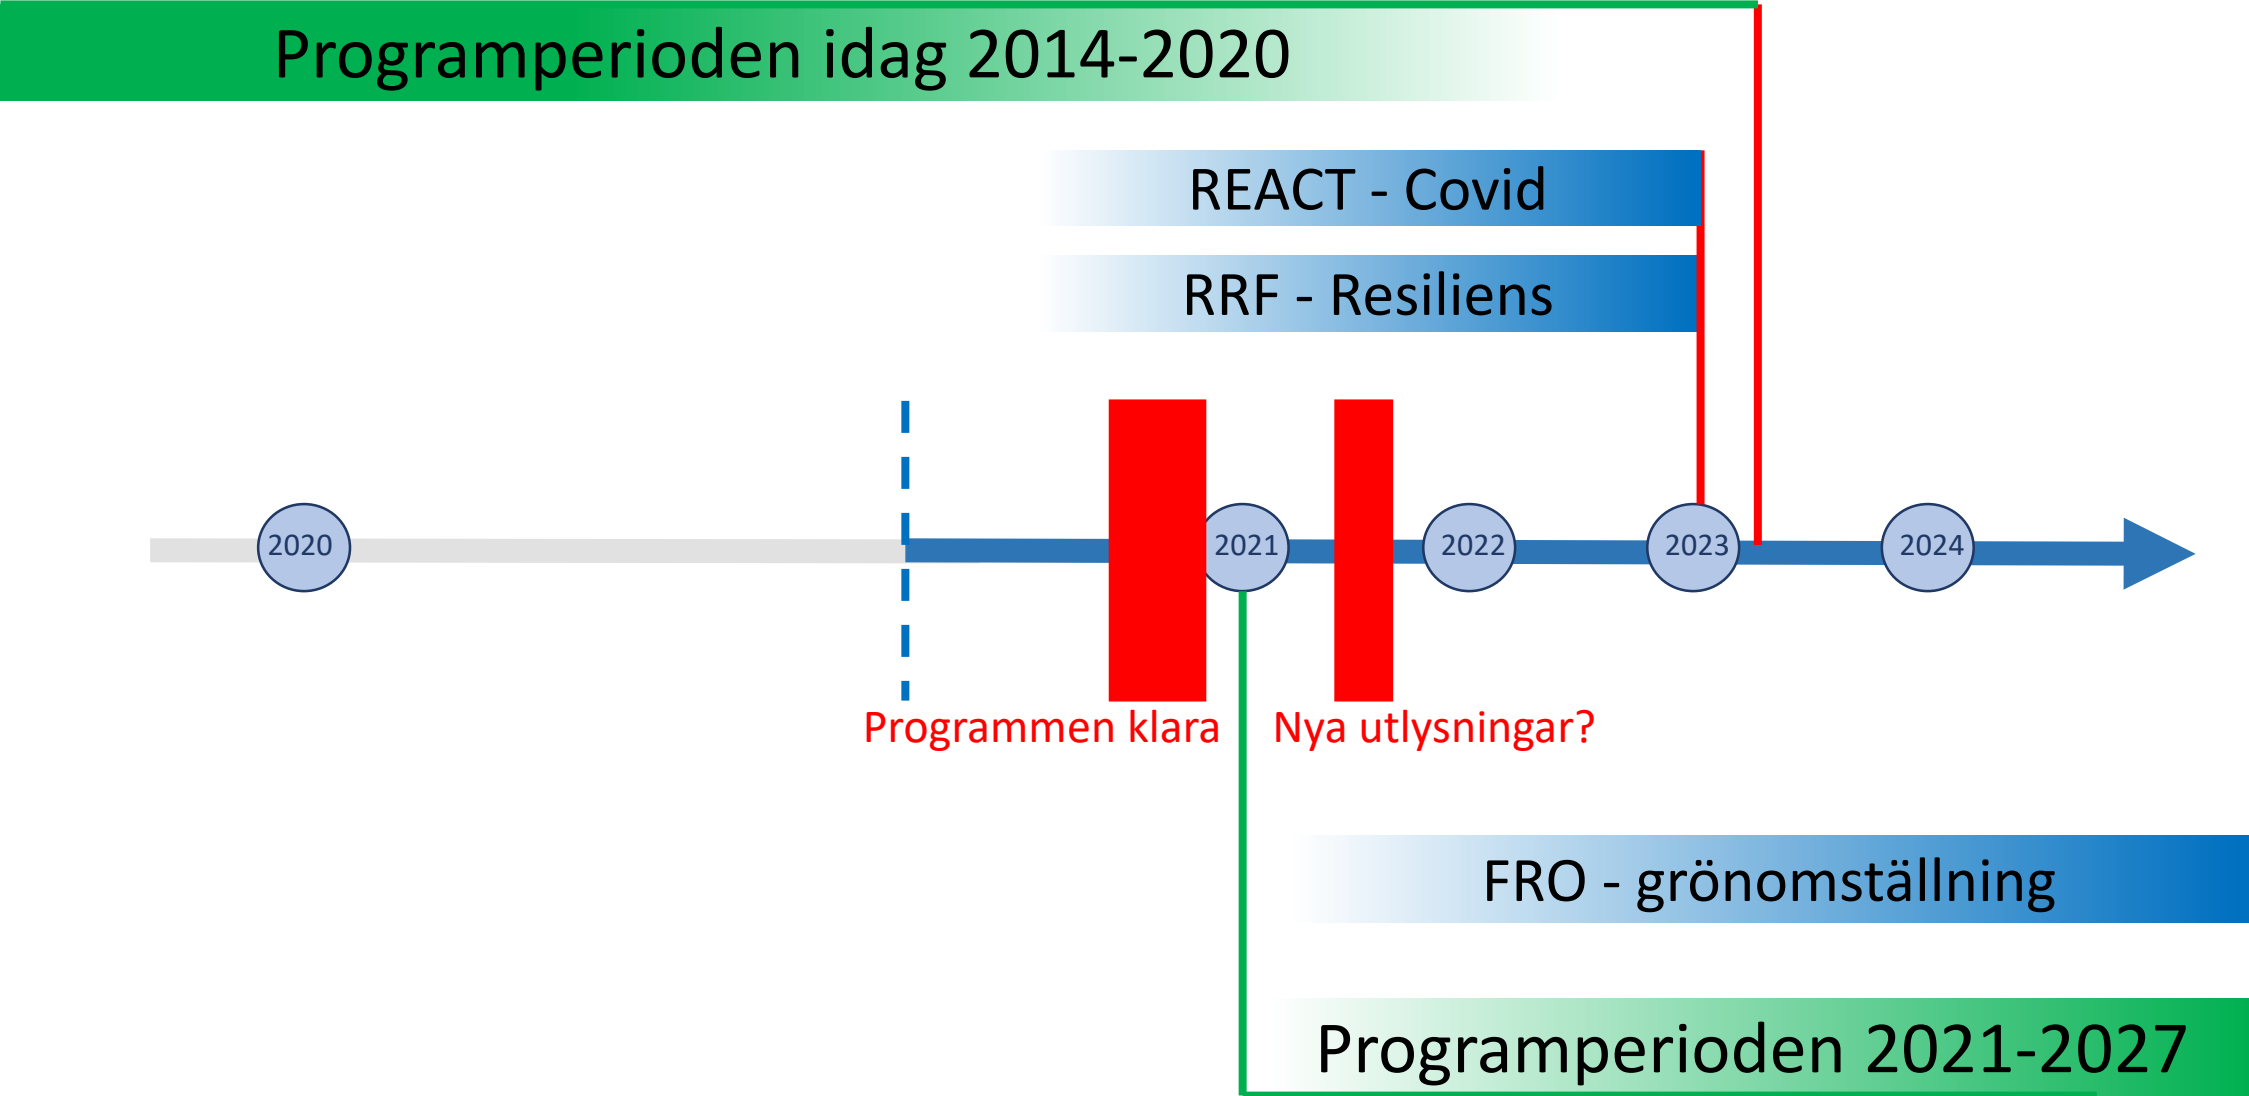 Programperioden idag 2014-2020
REACT - Covid
RRF - Resiliens
2020
2021
2022
2023
2024
Programmen klara
Nya utlysningar?
FRO - grönomställning
Programperioden 2021-2027